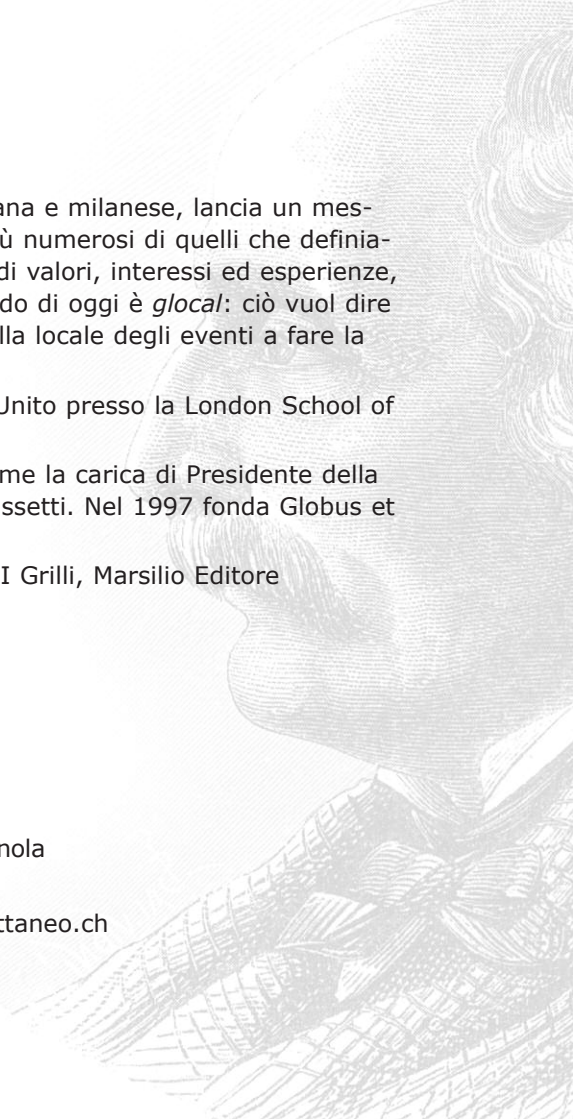 ana e milanese, lancia un mes-
ù numerosi di quelli che definia-
di valori, interessi ed esperienze,
do di oggi è glocal: ciò vuol dire
lla locale degli eventi a fare la
Unito presso la London School of
me la carica di Presidente della
ssetti. Nel 1997 fonda Globus et
I Grilli, Marsilio Editore
nola
ttaneo.ch